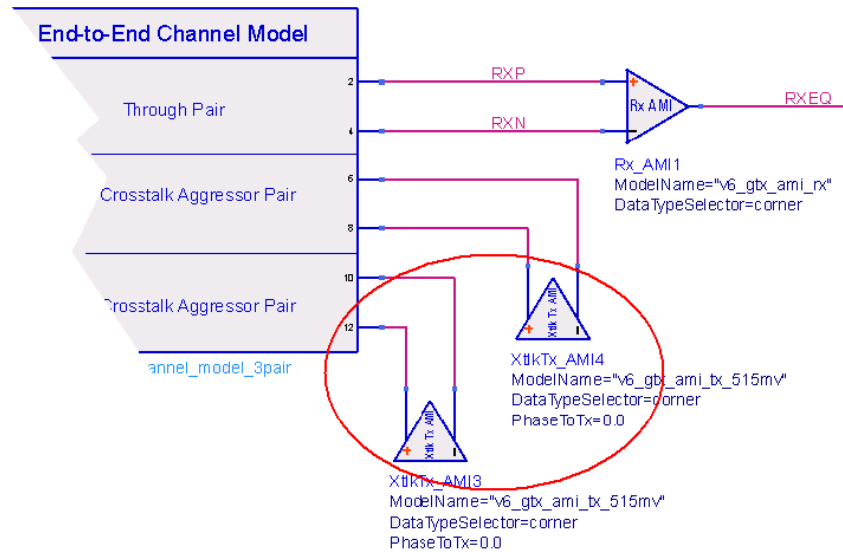 End-to-End Channel Model
2
RXP
Through Pair
+
Rx AMI
RXEQ
4
RXN
Rx_AMI1
ModelName="v6_gtx_ami_rx"
DataTypeSelector=corner
6
Crosstalk Aggressor Pair
8
10
Crosstalk Aggressor Pair
12
Xtlk Tx AMI
+
XtlkTx_AMI4
ModelName="v6_gtx_ami_tx_515mv"
DataTypeSelector=corner
PhaseToTx=0.0
annel_model_3pair
Xtlk Tx AMI
+
XtlkTx_AMI3
ModelName="v6_gtx_ami_tx_515mv"
DataTypeSelector=corner
PhaseToTx=0.0